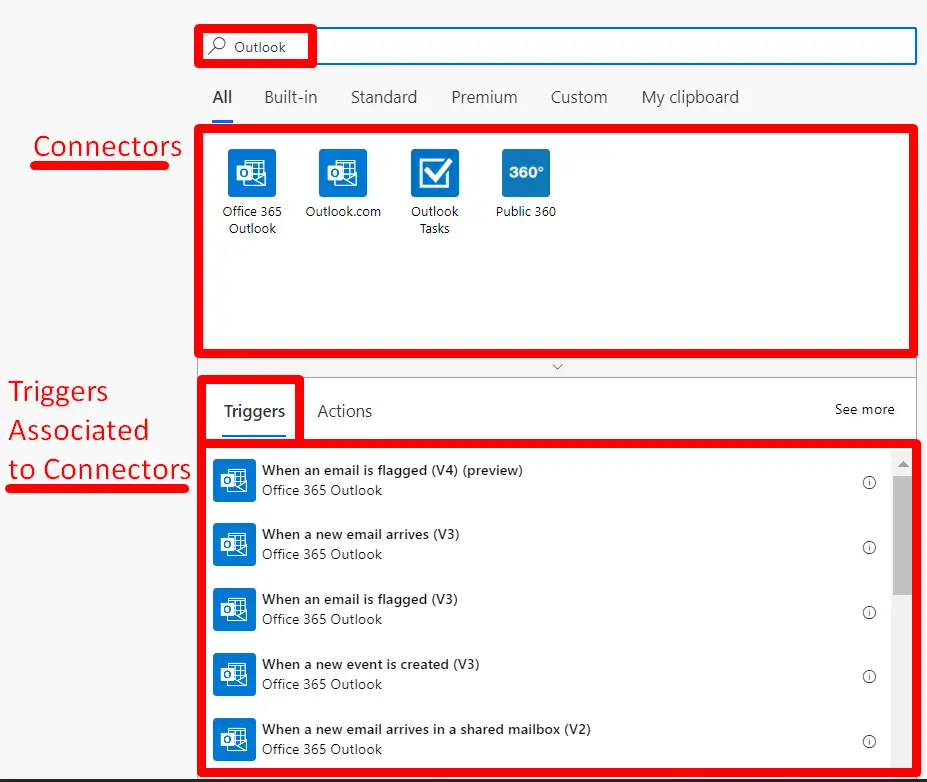 Outlook
All Built-in Standard Premium Custom My clipboard
Connectors
360°
Office 365
Outlook
Outlook.com
Outlook
Tasks
Public 360
Triggers
Associated
to Connectors
Triggers Actions See more
When an email is flagged (V4) (preview)
Office 365 Outlook
When a new email arrives (V3)
Office 365 Outlook
When an email is flagged (V3)
Office 365 Outlook
When a new event is created (V3)
Office 365 Outlook
When a new email arrives in a shared mailbox (V2)
Office 365 Outlook